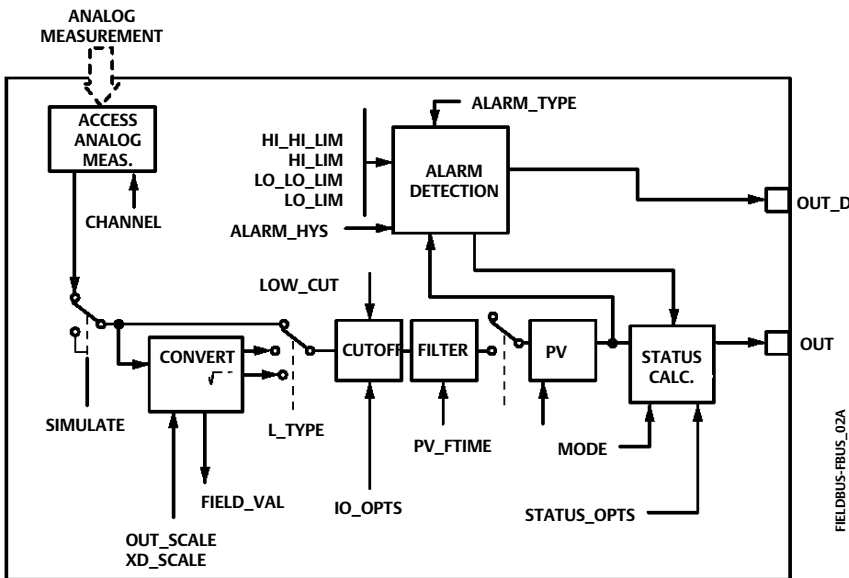 ANALOG
MEASUREMENT
ACCESS
ANALOG
MEAS.
CHANNEL
ALARM_TYPE
HI_HI_LIM
HI_LIM
LO_LO_LIM
LO_LIM
ALARM
DETECTION
ALARM_HYS
OUT_D
LOW_CUT
CONVERT
CUTOFF
FILTER
PV
STATUS
CALC.
OUT
SIMULATE
L_TYPE
PV_FTIME
MODE
FIELD_VAL
IO_OPTS
STATUS_OPTS
OUT_SCALE
XD_SCALE
FIELDBUS-FBUS_02A